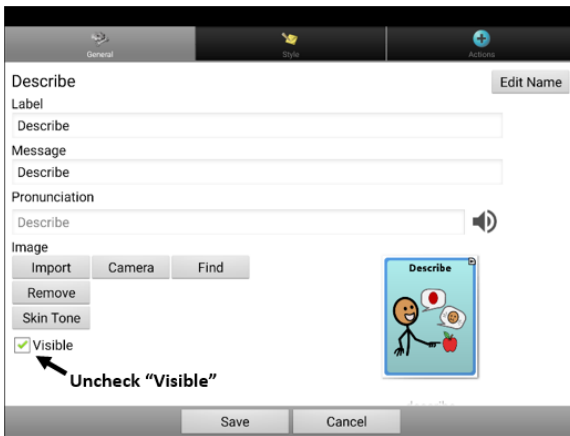 General Style Actions
Describe Edit Name
Label
Describe
Message
Describe
Pronunciation
Describe
Image
Import Camera Find
Remove
Skin Tone
Visible
Uncheck “Visible”
Describe
describe
Save Cancel